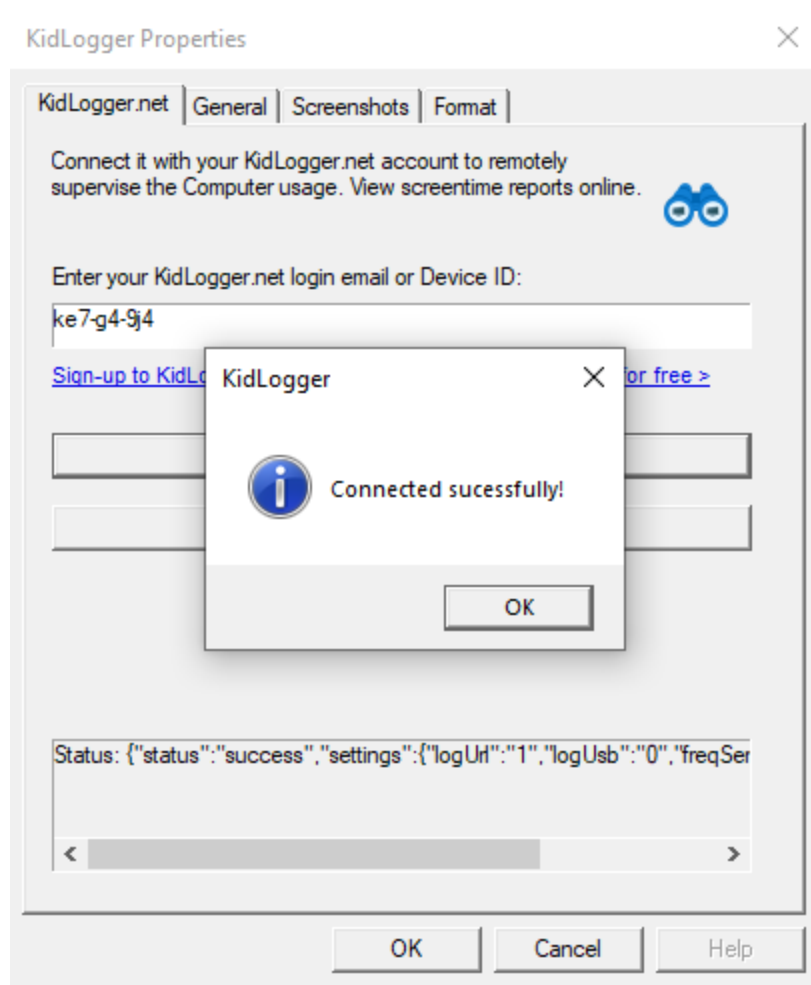 KidLogger Properties
KidLogger.net General Screenshots Format
Connect it with your KidLogger.net account to remotely
supervise the Computer usage. View screentime reports online.
Enter your KidLogger.net login email or Device ID:
ke7-g4-9j4
Sign-up to for free >
KidLogger
Connected sucessfully!
OK
Status: {"status":"success","settings":{"logUrl":"1","logUsb":"0","freqSer
OK Cancel Help